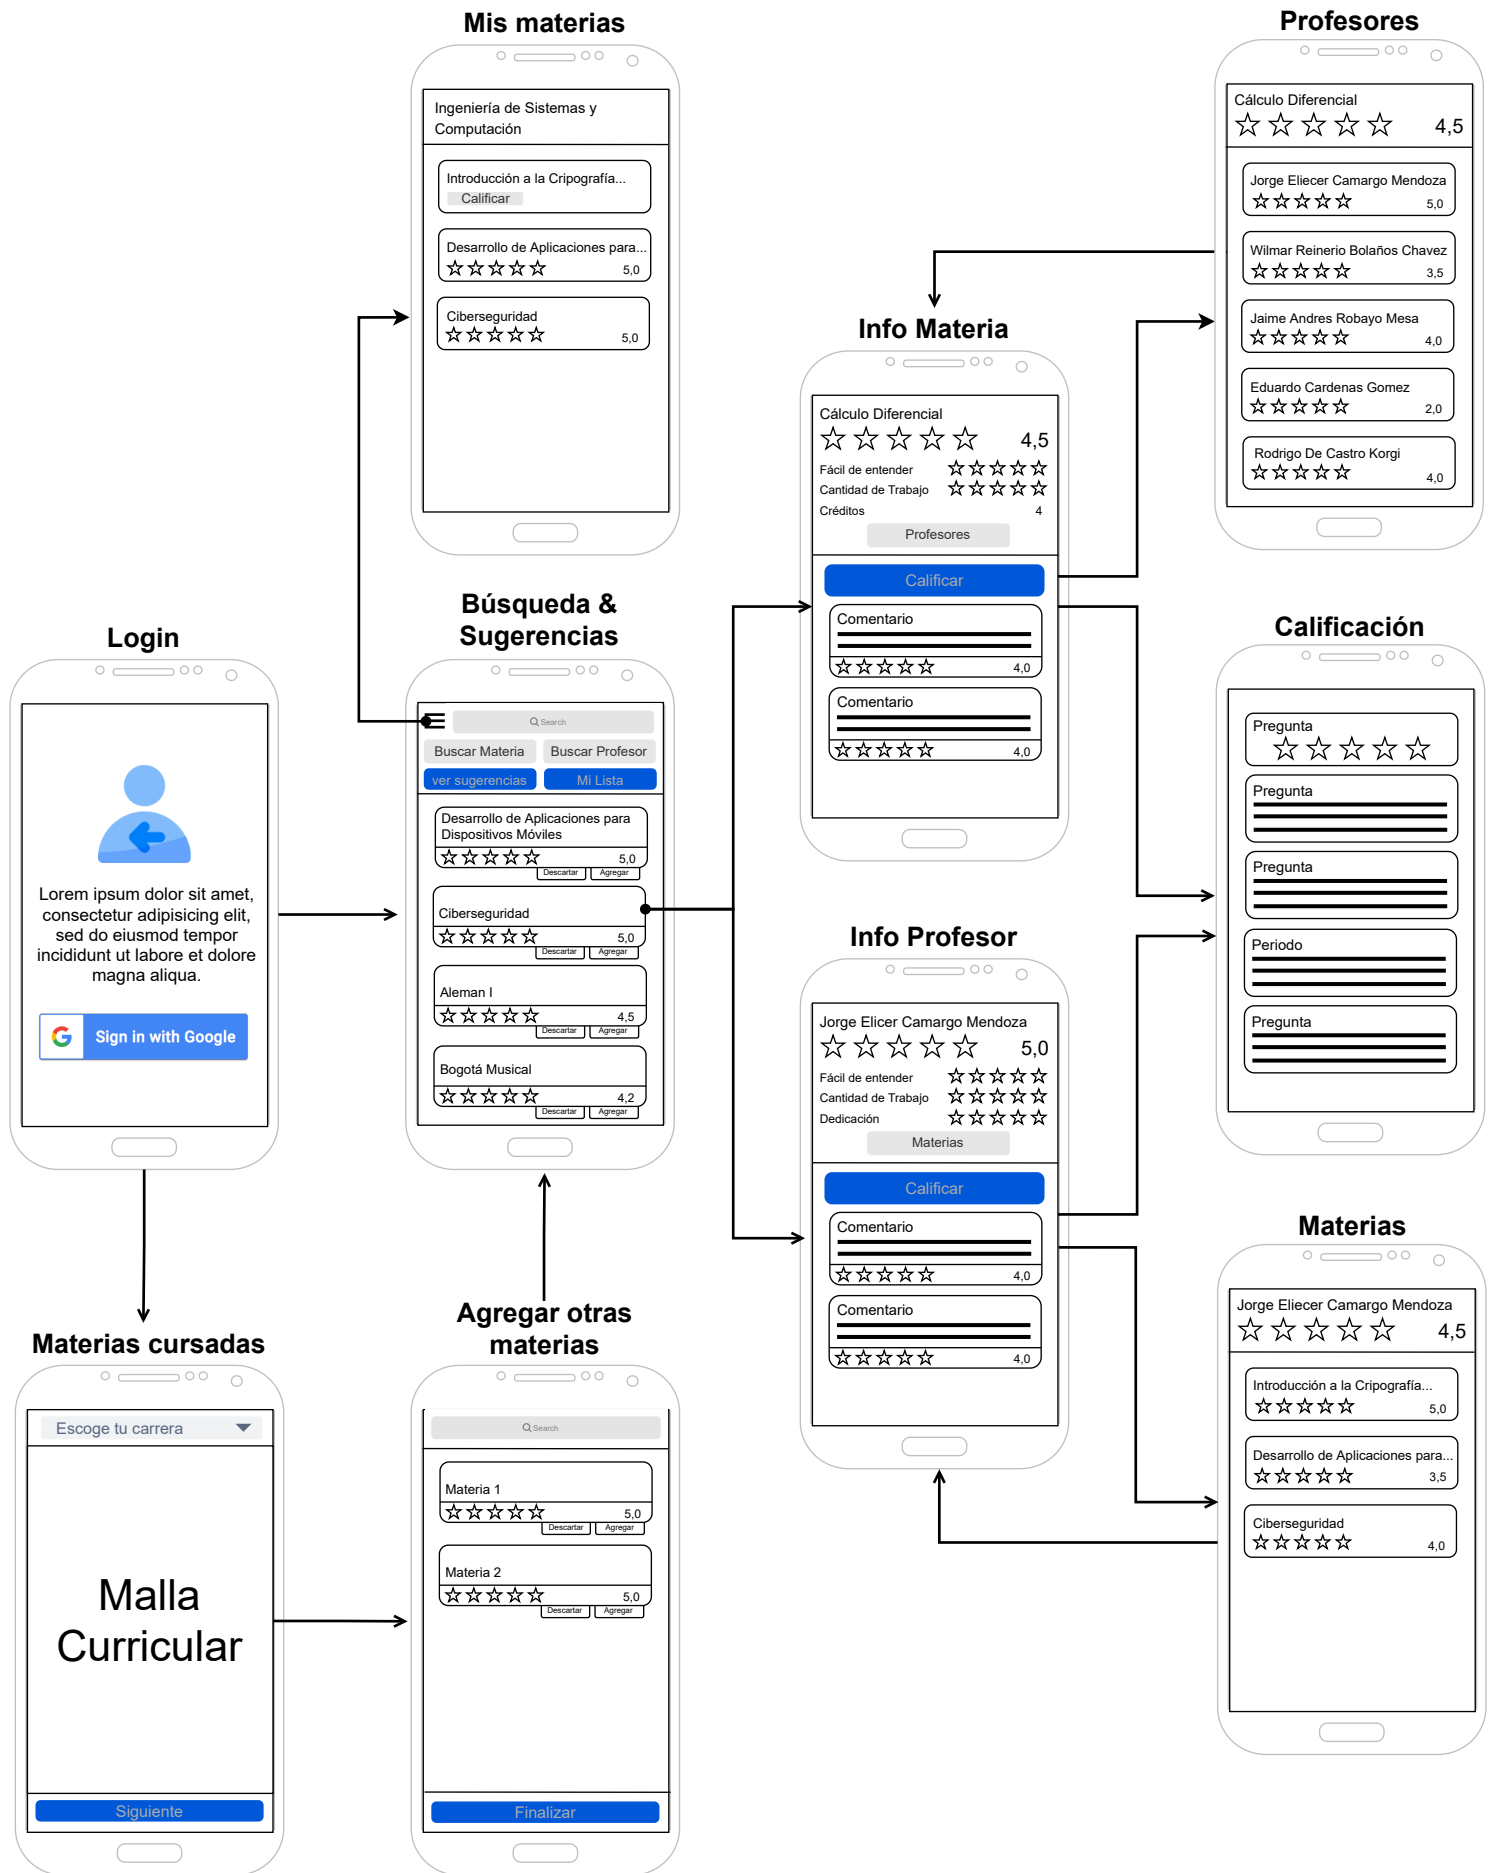 Mis materias
Ingeniería de Sistemas y
Computación
Introducción a la Cripografía...
Calificar
Desarrollo de Aplicaciones para...
5,0
Ciberseguridad
5,0
Profesores
Cálculo Diferencial
4,5
Jorge Eliecer Camargo Mendoza
5,0
Wilmar Reinerio Bolaños Chavez
3,5
Jaime Andres Robayo Mesa
4,0
Eduardo Cardenas Gomez
2,0
Rodrigo De Castro Korgi
4,0
Info Materia
Cálculo Diferencial
4,5
Fácil de entender
Cantidad de Trabajo
Créditos 4
Profesores
Calificar
Comentario
4,0
Comentario
4,0
Login
Lorem ipsum dolor sit amet,
consectetur adipisicing elit,
sed do eiusmod tempor
incididunt ut labore et dolore
magna aliqua.
G Sign in with Google
Búsqueda &
Sugerencias
Search
Buscar Materia Buscar Profesor
ver sugerencias Mi Lista
Desarrollo de Aplicaciones para
Dispositivos Móviles
5,0
Descartar Agregar
Ciberseguridad
5,0
Descartar Agregar
Aleman I
4,5
Descartar Agregar
Bogotá Musical
4,2
Descartar Agregar
Calificación
Pregunta
Pregunta
Pregunta
Periodo
Pregunta
Info Profesor
Jorge Elicer Camargo Mendoza
5,0
Fácil de entender
Cantidad de Trabajo
Dedicación
Materias
Calificar
Comentario
4,0
Comentario
4,0
Materias
Jorge Eliecer Camargo Mendoza
4,5
Introducción a la Cripografía...
5,0
Desarrollo de Aplicaciones para...
3,5
Ciberseguridad
4,0
Materias cursadas
Escoge tu carrera
Malla
Curricular
Siguiente
Agregar otras
materias
Search
Materia 1
5,0
Descartar Agregar
Materia 2
5,0
Descartar Agregar
Finalizar